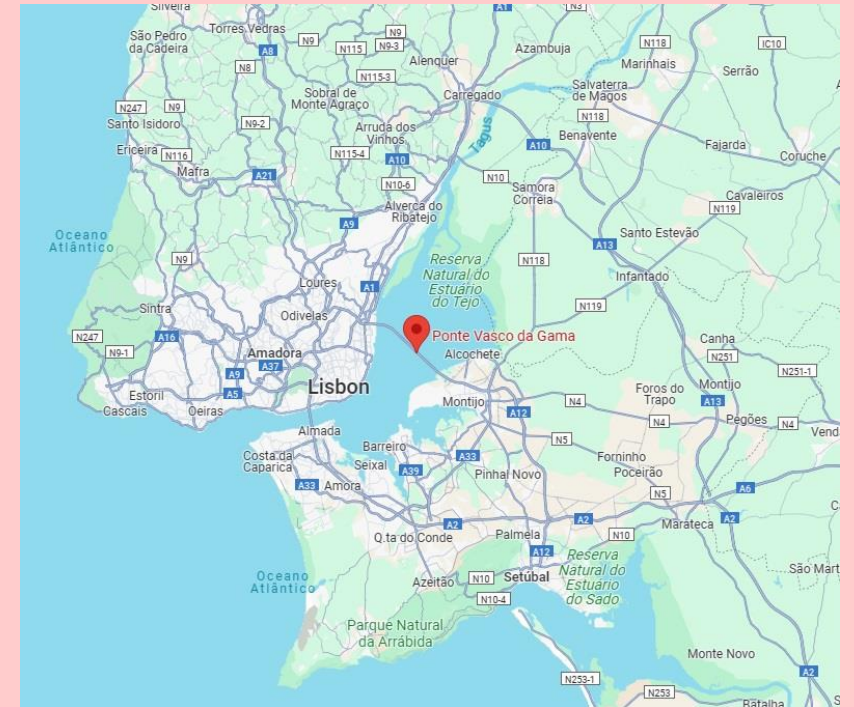 Silveira
Torres Vedras
A1
N3
São Pedro
da Cadeira
N9
A8
N115
N9
N9-3
Azambuja
N118
IC10
N8
Alenquer
Marinhais
Serrão
N115-3
N247
N9
Sobral de
Monte Agraço
Carregado
Salvaterra
de Magos
N118
Santo Isidoro
N9-2
Arruda dos
Vinhos
Tagus
Benavente
Ericeira
N116
N115-4
A10
A10
Fajarda
Coruche
Mafra
A21
N10-6
N10
Samora
Correia
Cavaleiros
N119
Alverca do
Ribatejo
A9
Oceano
Atlântico
Santo Estevão
A13
N9
Reserva
Natural do
Estuário
do Tejo
N118
Infantado
Loures
A1
Sintra
Odivelas
N119
N247
A16
Ponte Vasco da Gama
Canha
N9-1
Amadora
Alcochete
N251
A37
A9
N251-1
Lisbon
Estoril
A5
Foros do
Trapo
Montijo
Cascais
Oeiras
Montijo
A12
N4
A13
Pegões
N4
N4
Vend
Almada
Barreiro
N5
Costa da
Caparica
Seixal
A39
A33
Forninho
Pinhal Novo
Poceirão
A33
Amora
A6
N5
A2
A2
Marateca
A2
Q.ta do Conde
Palmela
N10
A12
Reserva
Natural do
Estuário
do Sado
Oceano
Atlântico
Azeitão
N10
Setúbal
São Mart
N10-4
Parque Natural
da Arrábida
Monte Novo
A2
N253-1
N253
Batalha